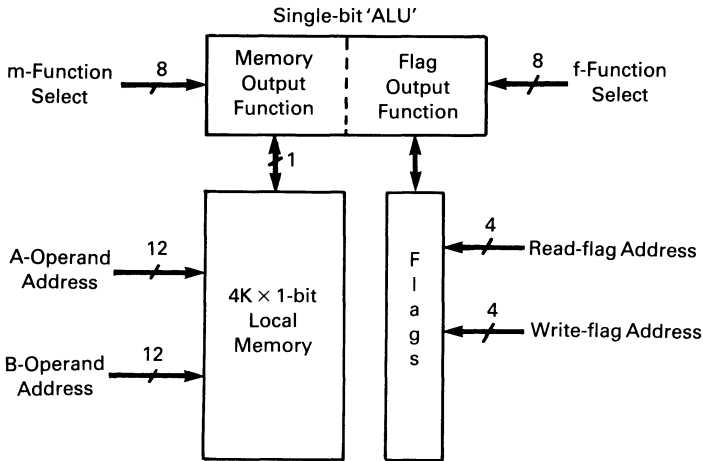 Single-bit 'ALU'
m-Function
Select
8
Memory
Output
Function
Flag
Output
Function
8
f-Function
Select
1
A-Operand
Address
12
B-Operand
Address
12
4K × 1-bit
Local
Memory
F
l
a
g
s
4
Read-flag Address
4
Write-flag Address